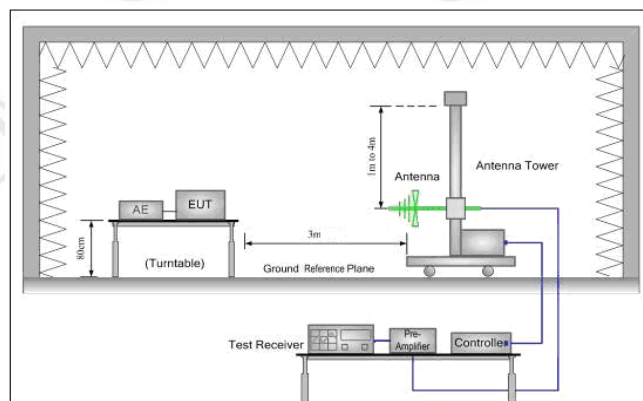 1m to 4m
Antenna
Antenna Tower
AE
EUT
80cm
(Turntable)
3m
Ground Reference Plane
Test Receiver
Pre-
Amplifier
Controller